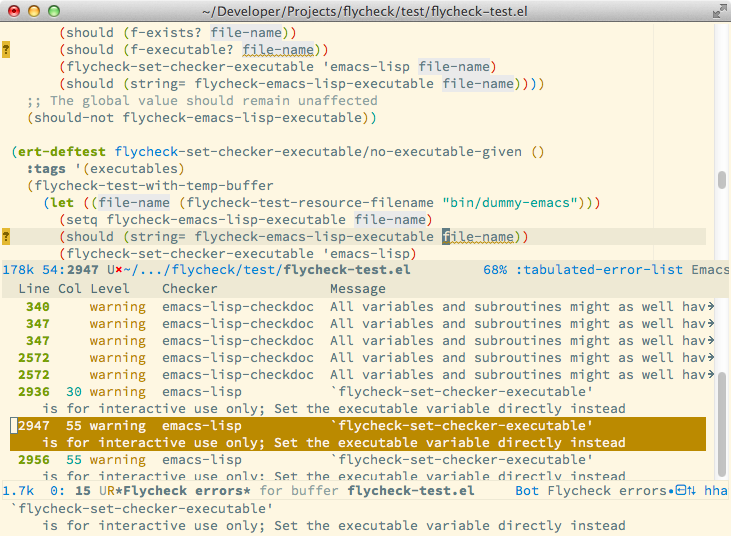 ~/Developer/Projects/flycheck/test/flycheck-test.el
(should (f-exists? file-name))
? (should (f-executable? file-name))
(flycheck-set-checker-executable 'emacs-lisp file-name)
(should (string= flycheck-emacs-lisp-executable file-name))))
;; The global value should remain unaffected
(should-not flycheck-emacs-lisp-executable))
(ert-deftest flycheck-set-checker-executable/no-executable-given ()
:tags '(executables)
(flycheck-test-with-temp-buffer
(let ((file-name (flycheck-test-resource-filename "bin/dummy-emacs")))
(setq flycheck-emacs-lisp-executable file-name)
? (should (string= flycheck-emacs-lisp-executable file-name))
(flycheck-set-checker-executable 'emacs-lisp)
178k 54:2947 U×~/.../flycheck/test/flycheck-test.el 68% :tabulated-error-list Emacs
Line Col Level Checker Message
340 warning emacs-lisp-checkdoc All variables and subroutines might as well hav→
347 warning emacs-lisp-checkdoc All variables and subroutines might as well hav→
347 warning emacs-lisp-checkdoc All variables and subroutines might as well hav→
2572 warning emacs-lisp-checkdoc All variables and subroutines might as well hav→
2572 warning emacs-lisp-checkdoc All variables and subroutines might as well hav→
2936 30 warning emacs-lisp `flycheck-set-checker-executable'
is for interactive use only; Set the executable variable directly instead
2947 55 warning emacs-lisp `flycheck-set-checker-executable'
is for interactive use only; Set the executable variable directly instead
2956 55 warning emacs-lisp `flycheck-set-checker-executable'
is for interactive use only; Set the executable variable directly instead
1.7k 0: 15 UR*Flycheck errors* for buffer flycheck-test.el Bot Flycheck errors hha
`flycheck-set-checker-executable'
is for interactive use only; Set the executable variable directly instead